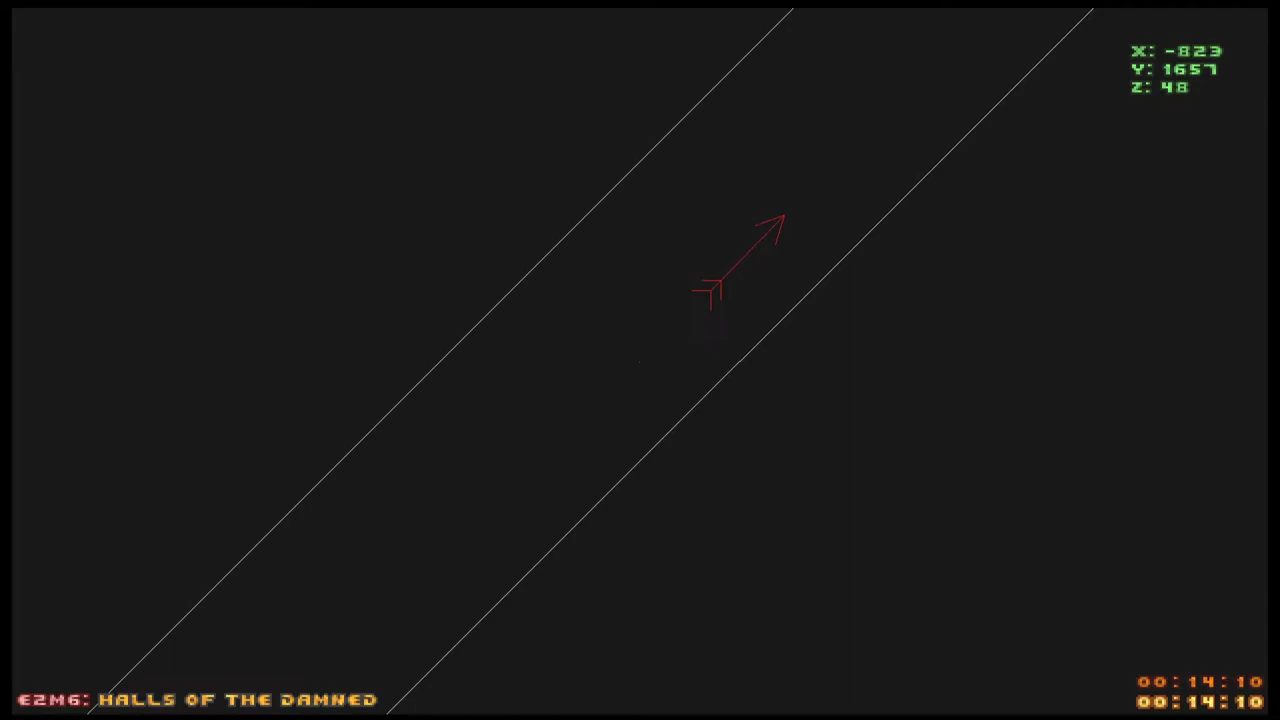 X: -823
Y: 1657
Z: 48
00:14:10
E2M6: HALLS OF THE DAMNED
00:14:10